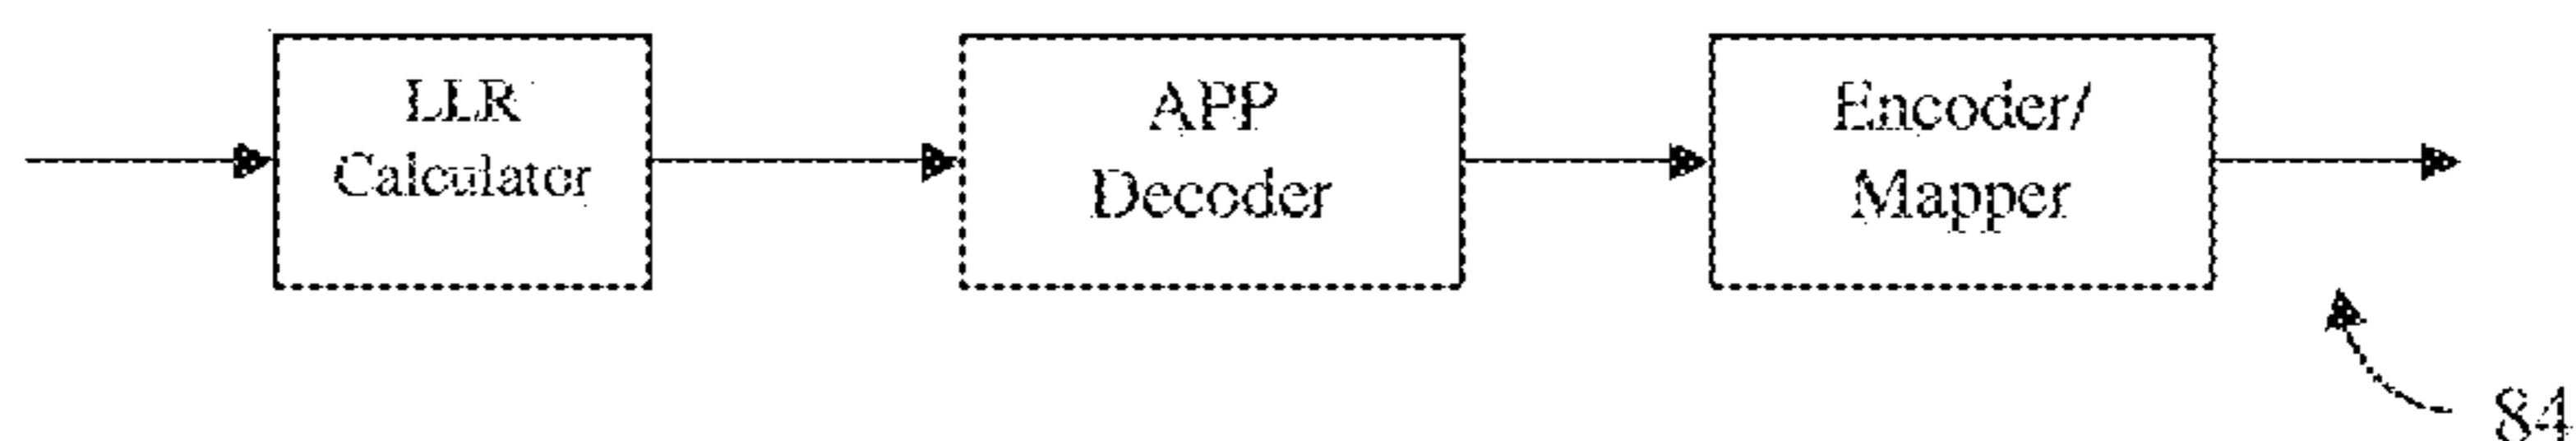 LLR
Calculator
APP
Decoder
Encoder/
Mapper
84